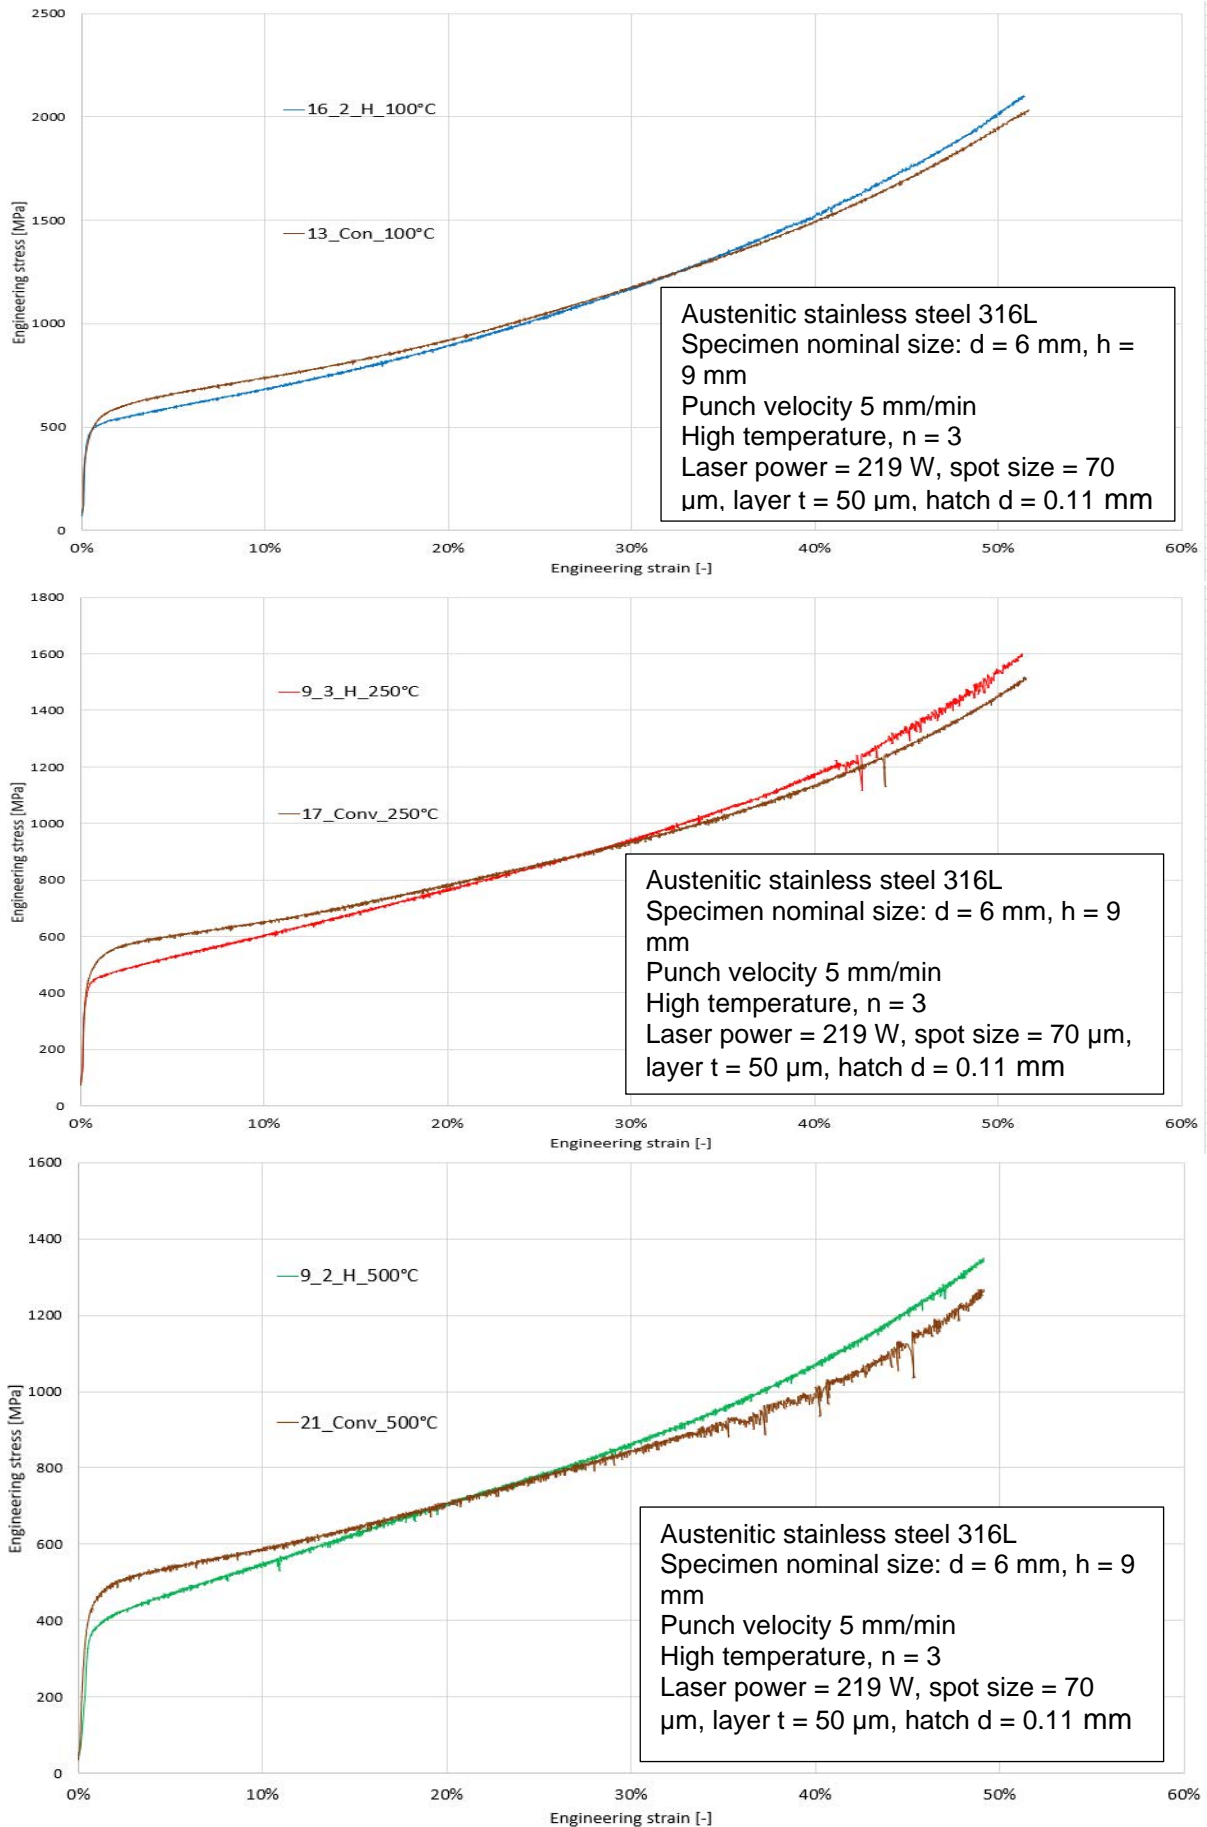 2500
2000
1500
1000
500
0
Engineering stress [MPa]
16_2_H_100°C
13_Con_100°C
Austenitic stainless steel 316L
Specimen nominal size: d = 6 mm, h =
9 mm
Punch velocity 5 mm/min
High temperature, n = 3
Laser power = 219 W, spot size = 70
µm, layer t = 50 µm, hatch d = 0.11 mm
0% 10% 20% 30% 40% 50% 60%
Engineering strain [-]
1800
1600
1400
1200
1000
800
600
400
200
0
Engineering stress [MPa]
9_3_H_250°C
17_Conv_250°C
Austenitic stainless steel 316L
Specimen nominal size: d = 6 mm, h = 9
mm
Punch velocity 5 mm/min
High temperature, n = 3
Laser power = 219 W, spot size = 70 µm,
layer t = 50 µm, hatch d = 0.11 mm
0% 10% 20% 30% 40% 50% 60%
Engineering strain [-]
1600
1400
1200
1000
800
600
400
200
0
Engineering stress [MPa]
9_2_H_500°C
21_Conv_500°C
Austenitic stainless steel 316L
Specimen nominal size: d = 6 mm, h = 9
mm
Punch velocity 5 mm/min
High temperature, n = 3
Laser power = 219 W, spot size = 70
µm, layer t = 50 µm, hatch d = 0.11 mm
0% 10% 20% 30% 40% 50% 60%
Engineering strain [-]